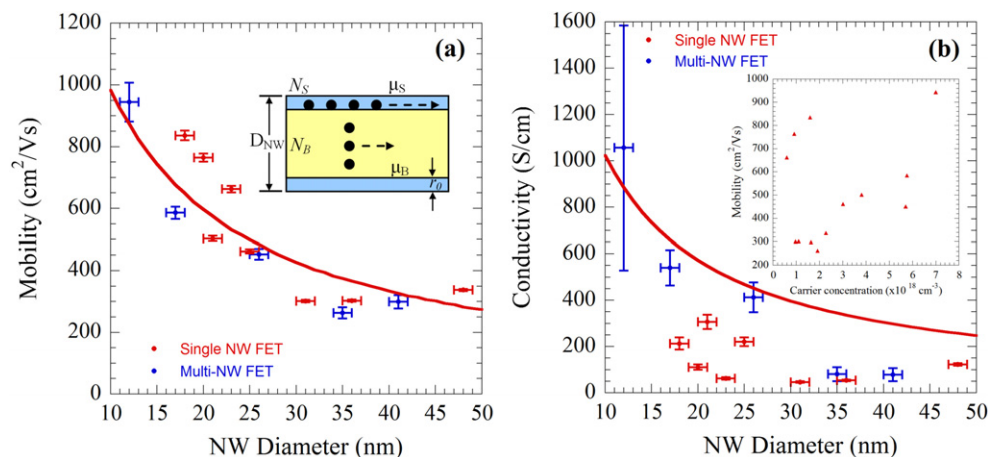 1200
1000
800
600
400
200
0
Mobility (cm²/Vs)
(a)
N_S
μ_S
D_NW
N_B
μ_B
r_0
Single NW FET
Multi-NW FET
10 15 20 25 30 35 40 45 50
NW Diameter (nm)
1600
1400
1200
1000
800
600
400
200
0
Conductivity (S/cm)
Single NW FET
(b)
Multi-NW FET
1000
900
800
700
600
500
400
300
200
Mobility (cm²/Vs)
0 1 2 3 4 5 6 7 8
Carrier concentration (x10 ¹⁸ cm⁻³)
10 15 20 25 30 35 40 45 50
NW Diameter (nm)